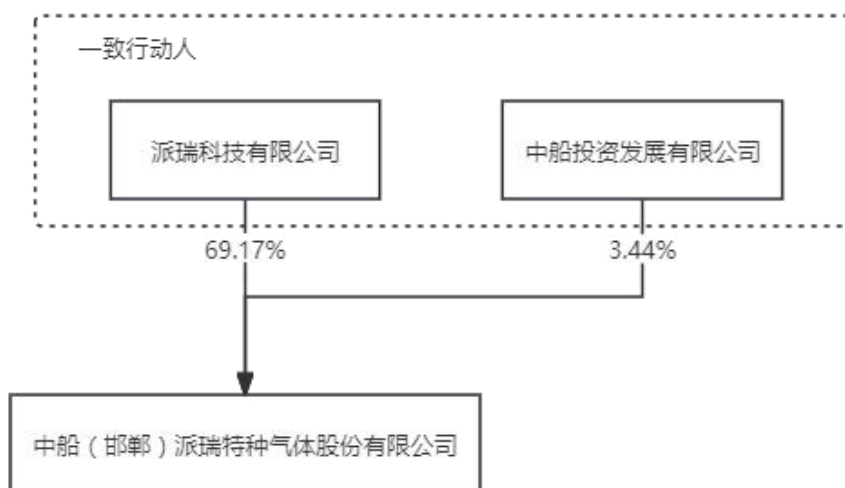 一致行动人
派瑞科技有限公司
中船投资发展有限公司
69.17%
3.44%
中船（邯郸）派瑞特种气体股份有限公司